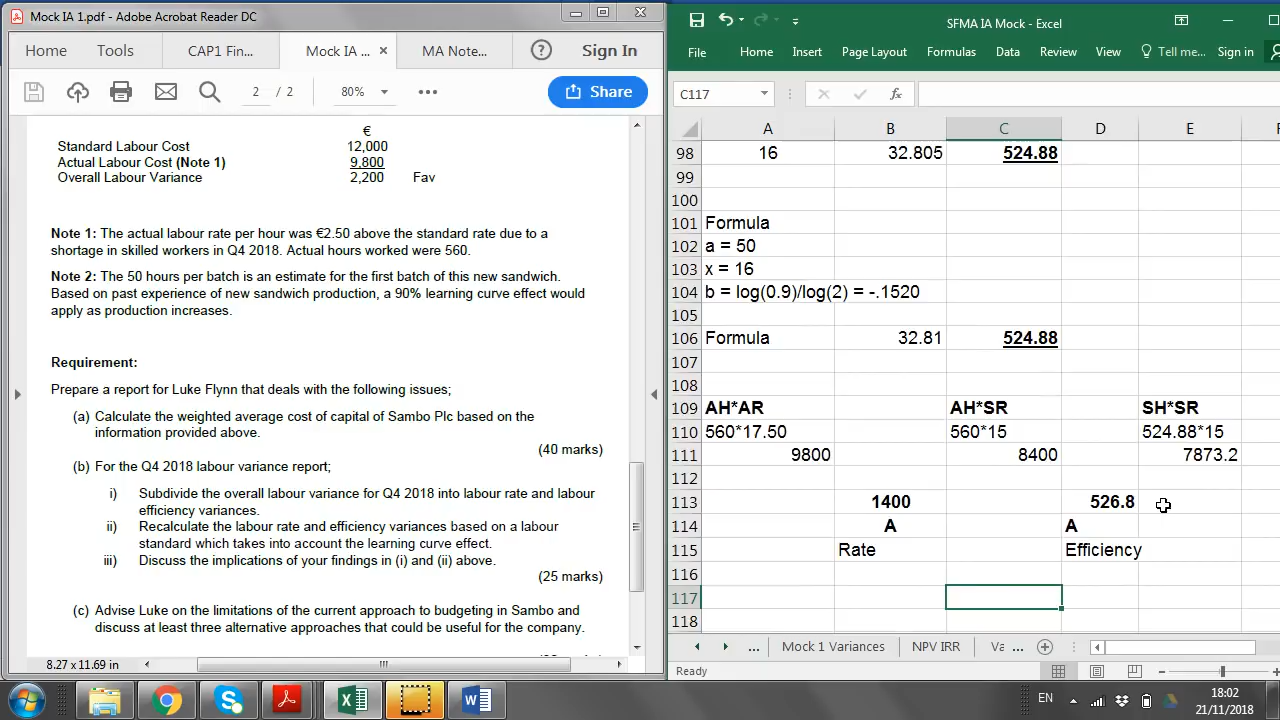 Mock IA 1.pdf - Adobe Acrobat Reader DC
Home Tools CAP1 Fin... Mock IA ... × MA Note... ? Sign In
2 / 2 80% Share
€
Standard Labour Cost 12,000
Actual Labour Cost (Note 1) 9,800
Overall Labour Variance 2,200 Fav
Note 1: The actual labour rate per hour was €2.50 above the standard rate due to a
shortage in skilled workers in Q4 2018. Actual hours worked were 560.
Note 2: The 50 hours per batch is an estimate for the first batch of this new sandwich.
Based on past experience of new sandwich production, a 90% learning curve effect would
apply as production increases.
Requirement:
Prepare a report for Luke Flynn that deals with the following issues;
(a) Calculate the weighted average cost of capital of Sambo Plc based on the
information provided above.
(40 marks)
(b) For the Q4 2018 labour variance report;
i) Subdivide the overall labour variance for Q4 2018 into labour rate and labour
efficiency variances.
ii) Recalculate the labour rate and efficiency variances based on a labour
standard which takes into account the learning curve effect.
iii) Discuss the implications of your findings in (i) and (ii) above.
(25 marks)
(c) Advise Luke on the limitations of the current approach to budgeting in Sambo and
discuss at least three alternative approaches that could be useful for the company.
8.27 x 11.69 in
SFMA IA Mock - Excel
File Home Insert Page Layout Formulas Data Review View Tell me... Sign in
C117 fx
A B C D E F
98 16 32.805 524.88
99
100
101 Formula
102 a = 50
103 x = 16
104 b = log(0.9)/log(2) = -.1520
105
106 Formula 32.81 524.88
107
108
109 AH*AR AH*SR SH*SR
110 560*17.50 560*15 524.88*15
111 9800 8400 7873.2
112
113 1400 526.8
114 A A
115 Rate Efficiency
116
117
118
... Mock 1 Variances NPV IRR Va ...
Ready
EN 18:02
21/11/2018